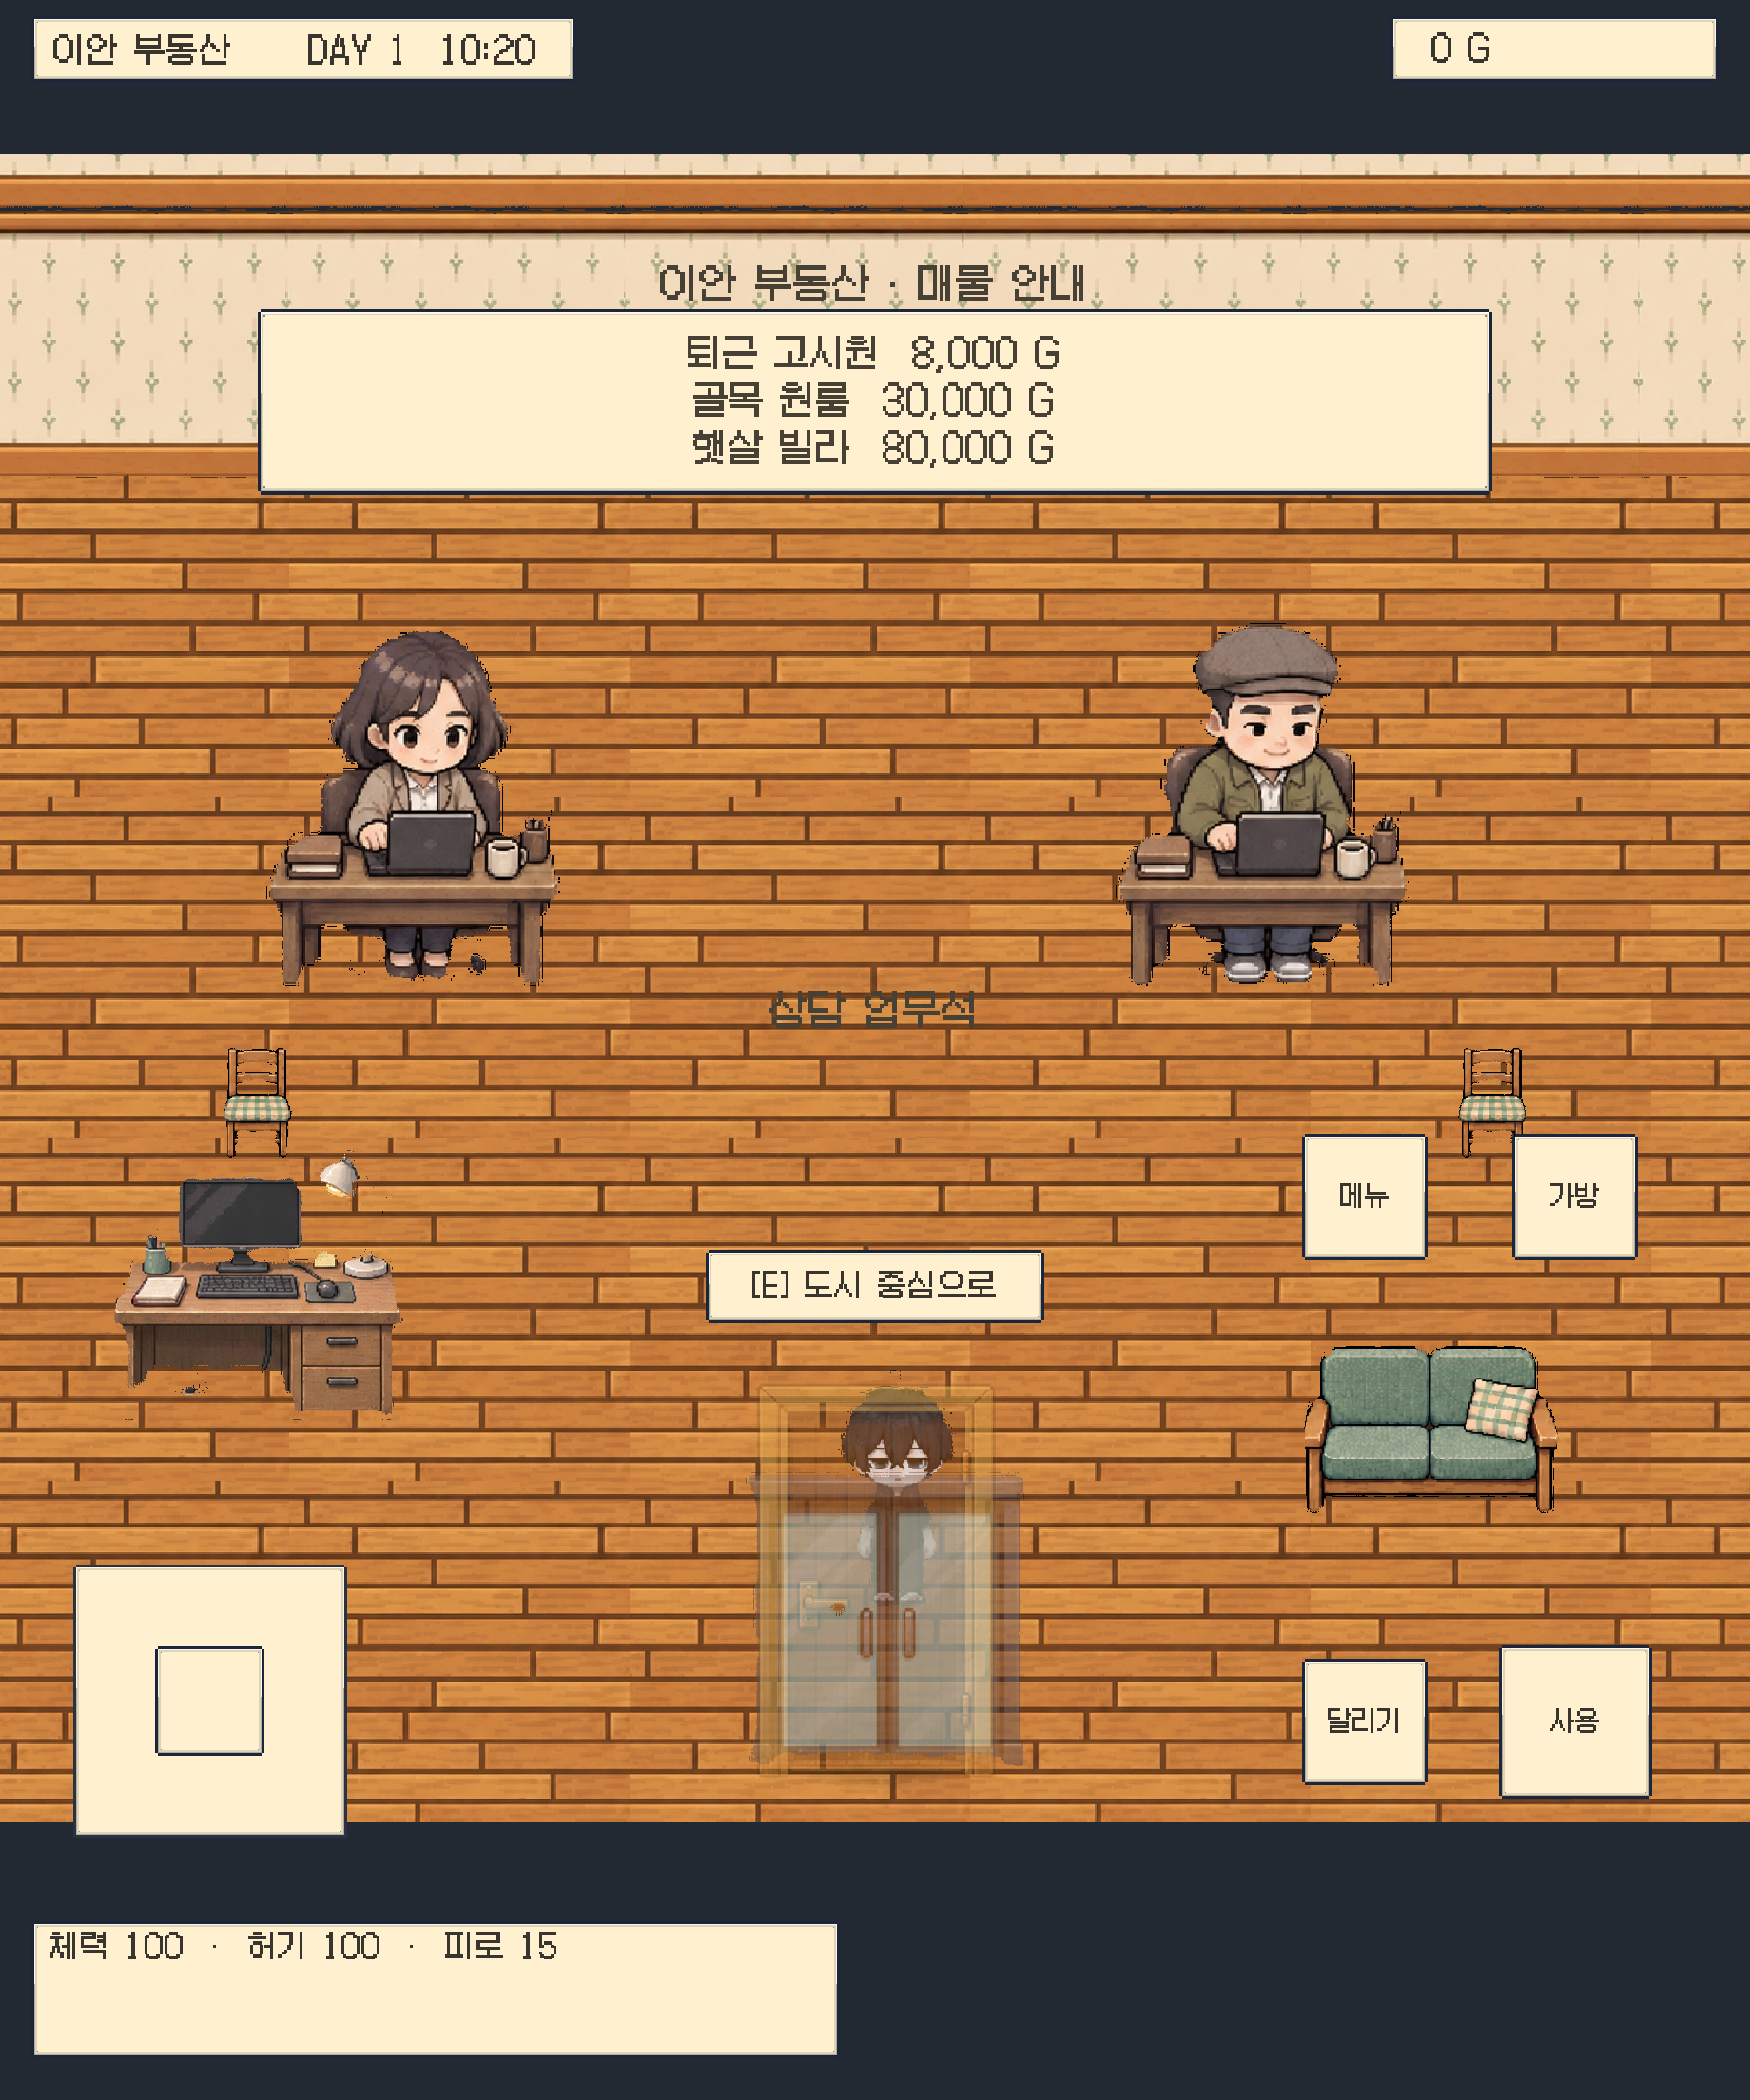 이안 부동산 DAY 1 10:20
0 G
이안 부동산 · 매물 안내
퇴근 고시원 8,000 G
골목 원룸 30,000 G
햇살 빌라 80,000 G
상담 업무석
메뉴
가방
[E] 도시 중심으로
달리기
사용
체력 100 · 허기 100 · 피로 15